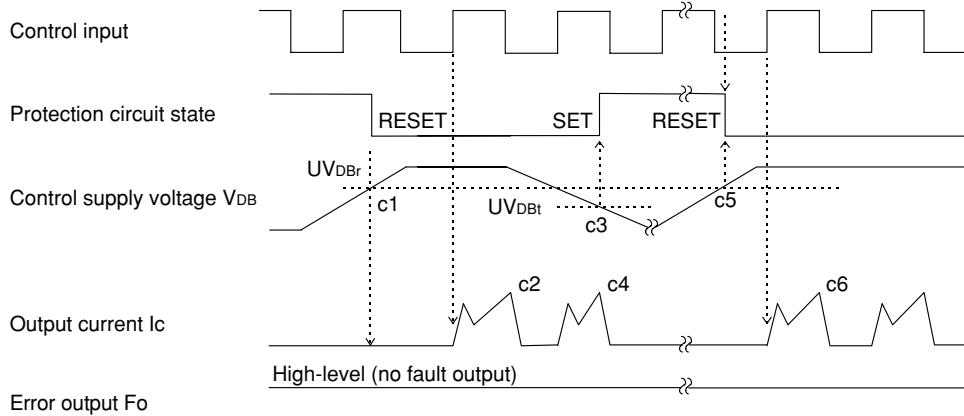 Control input
Protection circuit state
RESET
SET
RESET
UVDBr
Control supply voltage VDB
c1
UVDBt
c3
c5
c2
c4
c6
Output current Ic
High-level (no fault output)
Error output Fo